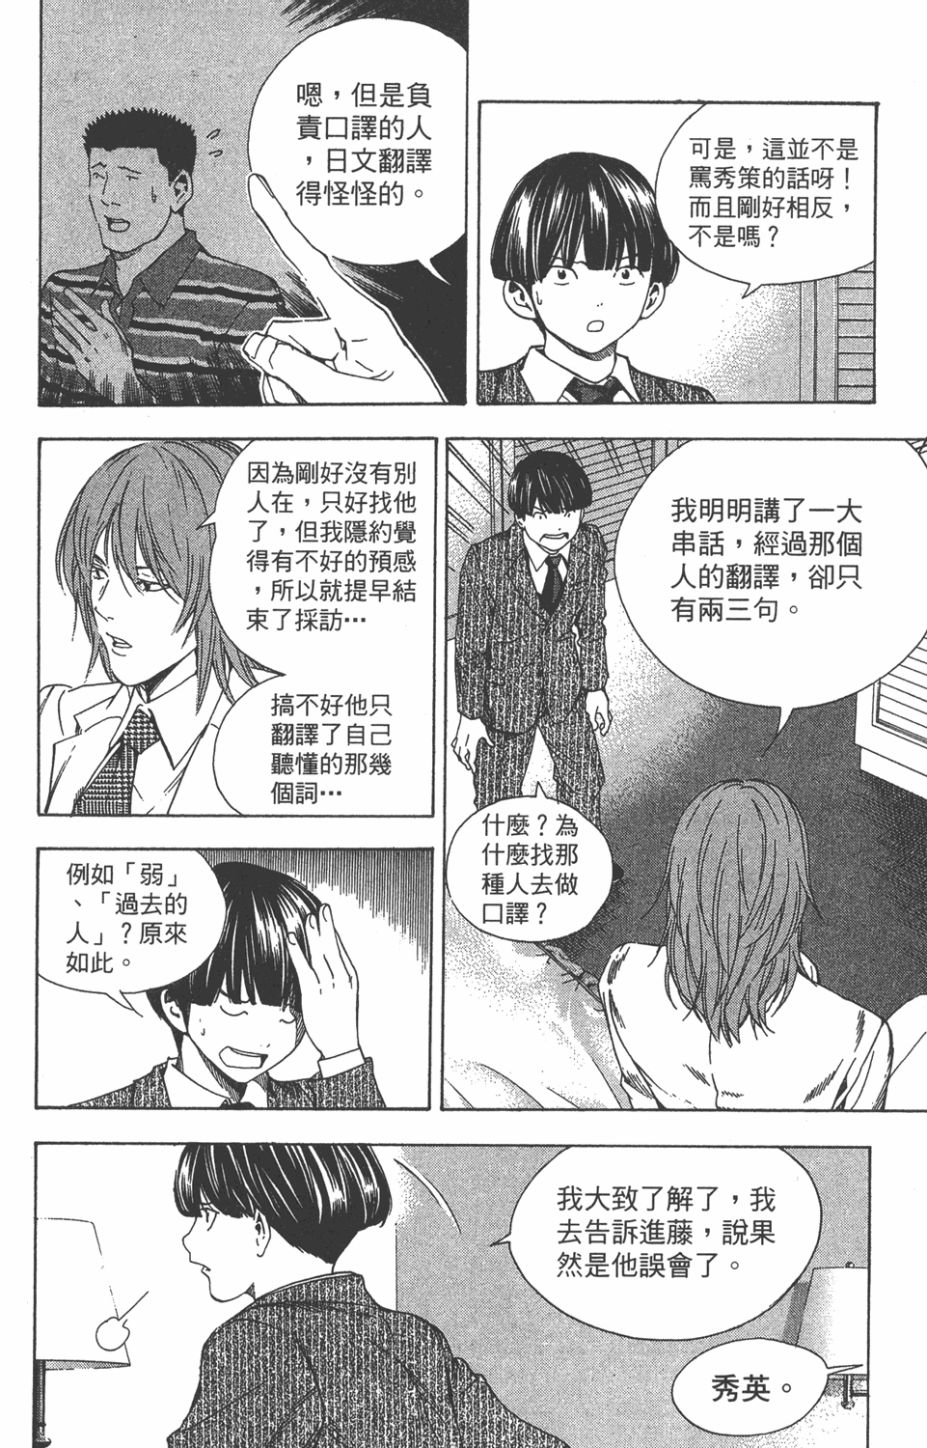 可是，這並不是
罵秀策的話呀！
而且剛好相反，
不是嗎？
嗯，但是負
責口譯的人
，日文翻譯
得怪怪的。
我明明講了一大
串話，經過那個
人的翻譯，卻只
有兩三句。
什麼？為
什麼找那
種人去做
口譯？
因為剛好沒有別
人在，只好找他
了，但我隱約覺
得有不好的預感
，所以就提早結
束了採訪⋯
搞不好他只
翻譯了自己
聽懂的那幾
個詞⋯
例如「弱」
、「過去的
人」？原來
如此。
我大致了解了，我
去告訴進藤，說果
然是他誤會了。
秀英。